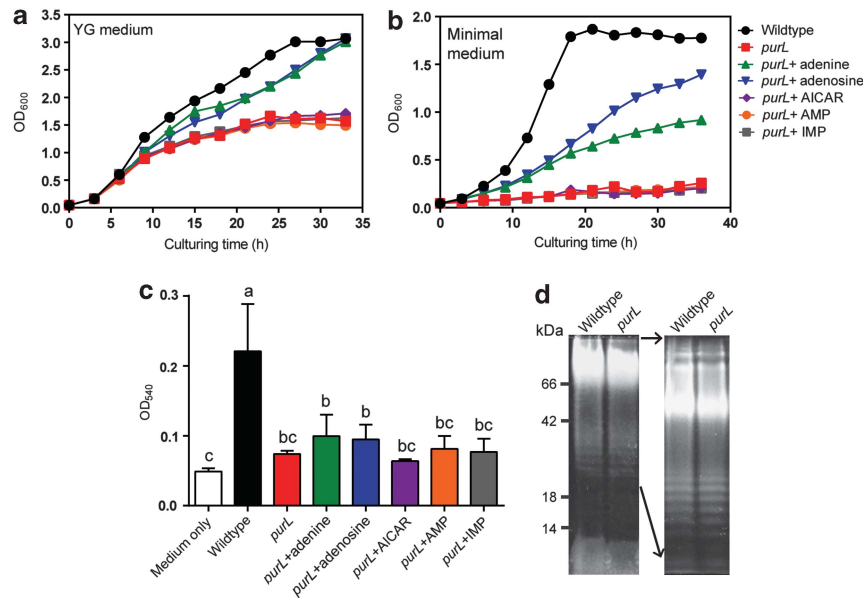 a
YG medium
OD600
3.5
3.0
2.5
2.0
1.5
1.0
0.5
0.0
0 5 10 15 20 25 30 35
Culturing time (h)
b
Minimal
medium
OD600
2.0
1.5
1.0
0.5
0.0
0 10 20 30 40
Culturing time (h)
Wildtype
purL
purL+ adenine
purL+ adenosine
purL+ AICAR
purL+ AMP
purL+ IMP
c
OD540
0.3
0.2
0.1
0.0
c a bc b b bc bc bc
Medium only
Wildtype
purL
purL+adenine
purL+adenosine
purL+AICAR
purL+AMP
purL+IMP
d
kDa
Wildtype purL Wildtype purL
66
42
18
14